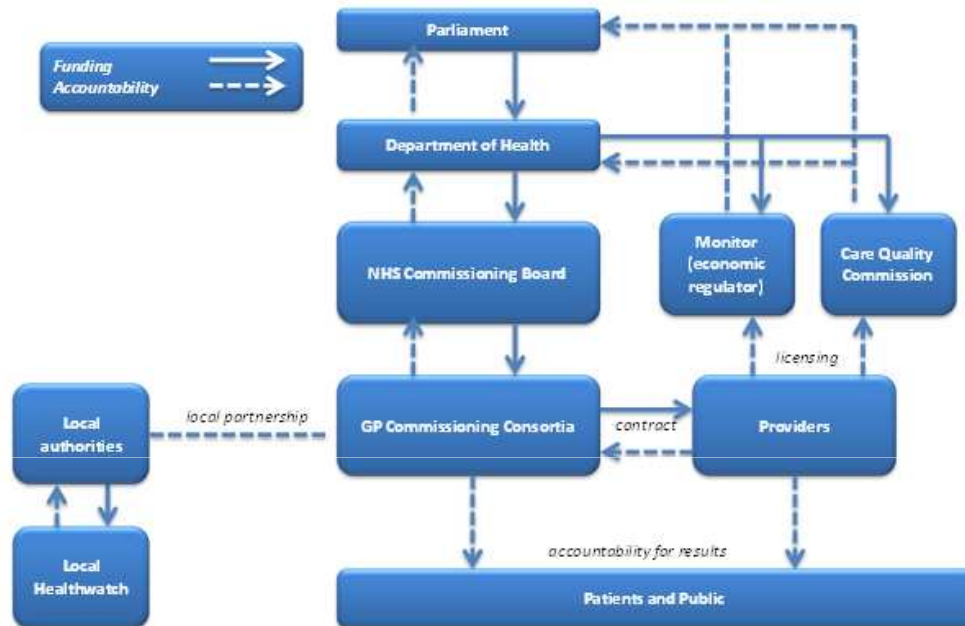 Parliament
Funding
Accountability
Department of Health
NHS Commissioning Board
Monitor
(economic
regulator)
Care Quality
Commission
licensing
Local
authorities
local partnership
GP Commissioning Consortia
contract
Providers
Local
Healthwatch
accountability for results
Patients and Public